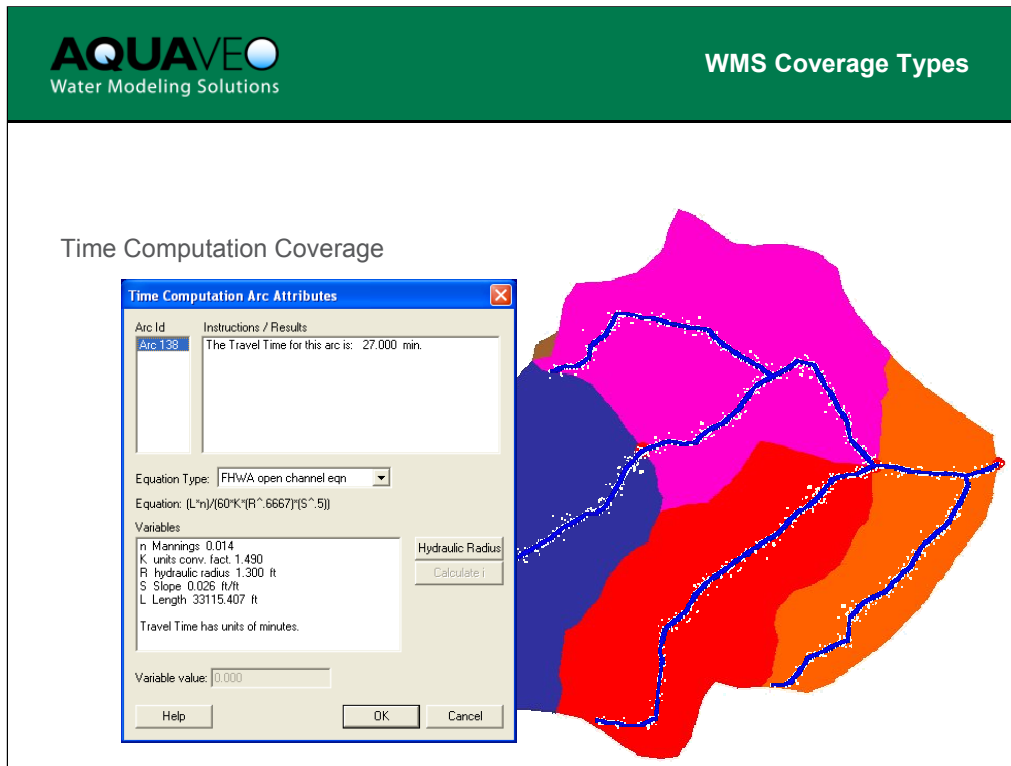 AQUAVEO
Water Modeling Solutions
WMS Coverage Types
Time Computation Coverage
Time Computation Arc Attributes
Arc Id
Instructions / Results
Arc 138
The Travel Time for this arc is: 27.000 min.
Equation Type:
FHWA open channel eqn
Equation: (L*n)/(60*K*(R^.6667)*(S^.5))
Variables
n Mannings 0.014
K units conv. fact. 1.490
R hydraulic radius 1.300 ft
S Slope 0.026 ft/ft
L Length 33115.407 ft
Travel Time has units of minutes.
Hydraulic Radius
Calculate i
Variable value: 0.000
Help
OK
Cancel